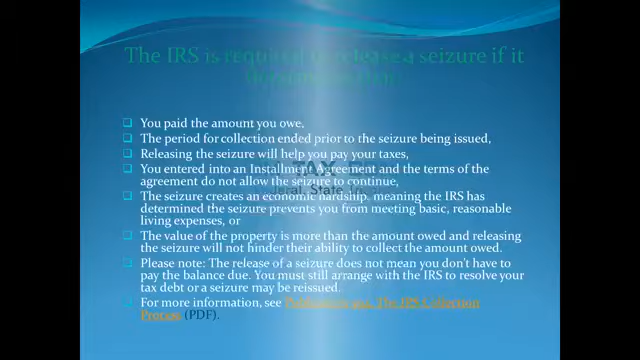 The IRS is required to release a seizure if it
You paid the amount you owe,
The period for collection ended prior to the seizure being issued,
Releasing the seizure will help you pay your taxes,
You entered into an Installment Agreement and the terms of the
agreement do not allow the seizure to continue,
The seizure creates an economic hardship, meaning the IRS has
determined the seizure prevents you from meeting basic, reasonable
living expenses, or
The value of the property is more than the amount owed and releasing
the seizure will not hinder their ability to collect the amount owed.
Please note: The release of a seizure does not mean you don't have to
pay the balance due. You must still arrange with the IRS to resolve your
tax debt or a seizure may be reissued.
For more information, see The IRS Collection
Process (PDF).